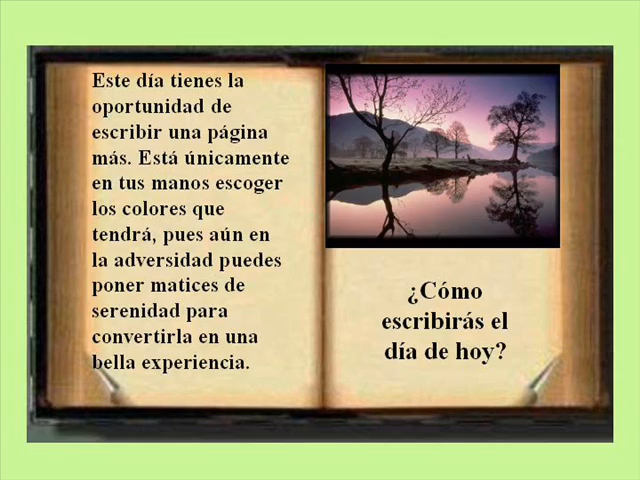 Este día tienes la
oportunidad de
escribir una página
más. Está únicamente
en tus manos escoger
los colores que
tendrá, pues aún en
la adversidad puedes
poner matices de
serenidad para
convertirla en una
bella experiencia.
¿Cómo
escribirás el
día de hoy?